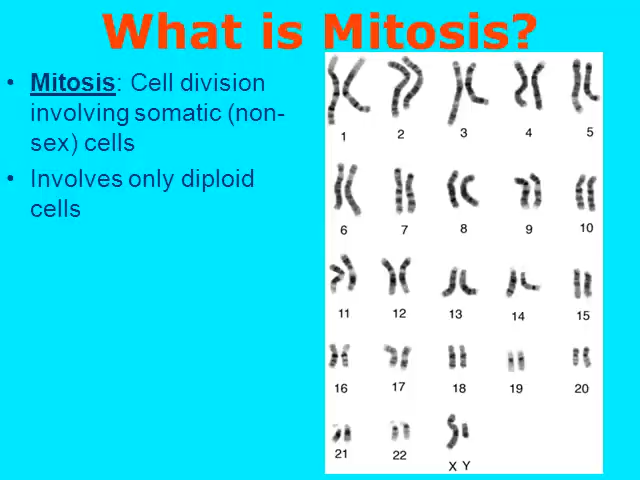 What is Mitosis?
• Mitosis: Cell division
involving somatic (non-
sex) cells
• Involves only diploid
cells
1 2 3 4 5
6 7 8 9 10
11 12 13 14 15
16 17 18 19 20
21 22 X Y